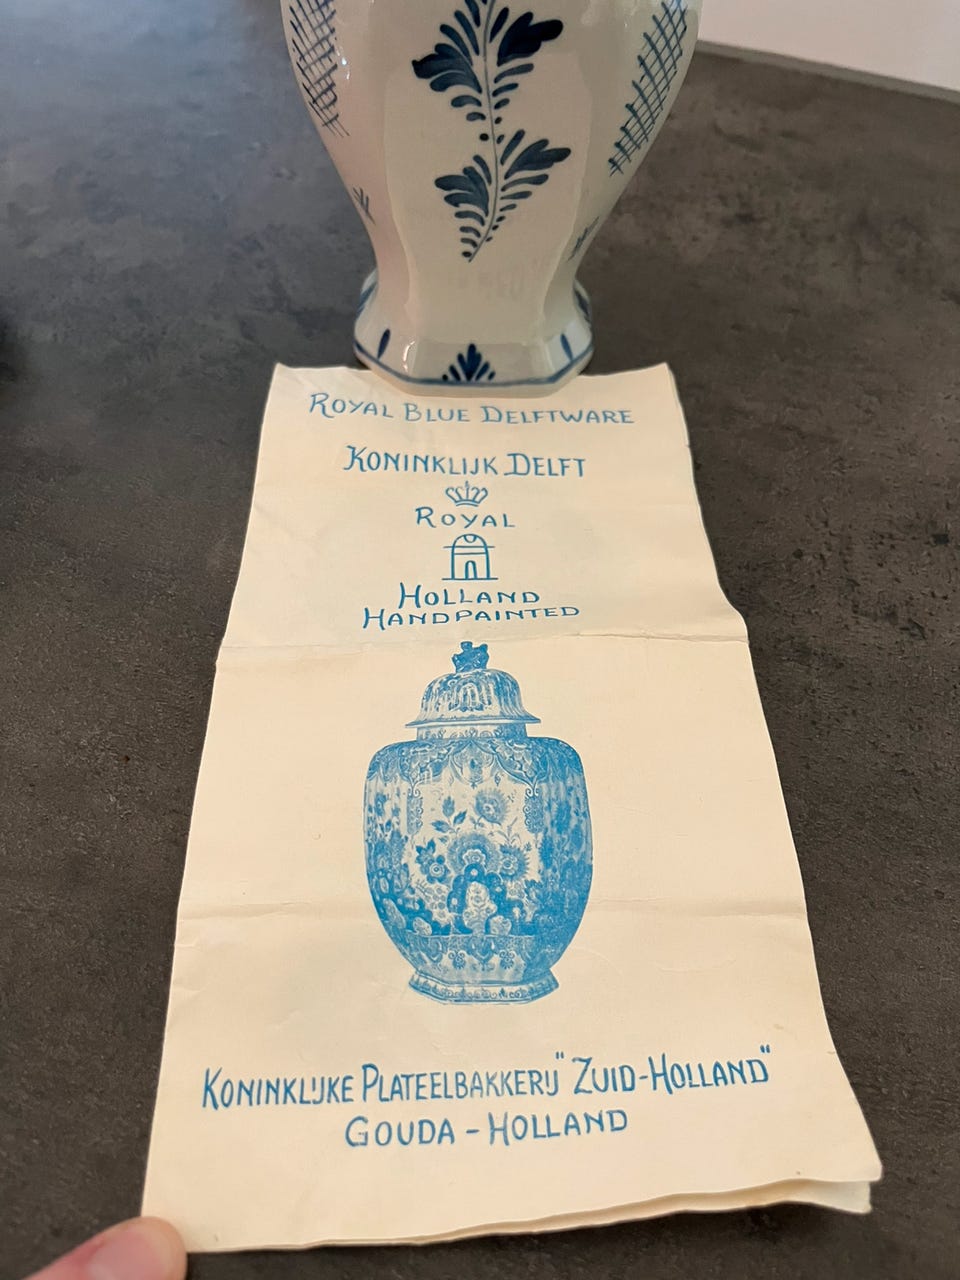 ROYAL BLUE DELFTWARE
KONINKLIJK DELFT
ROYAL
HOLLAND
HANDPAINTED
KONINKLIJKE PLATEELBAKKERIJ "ZUID-HOLLAND"
GOUDA - HOLLAND